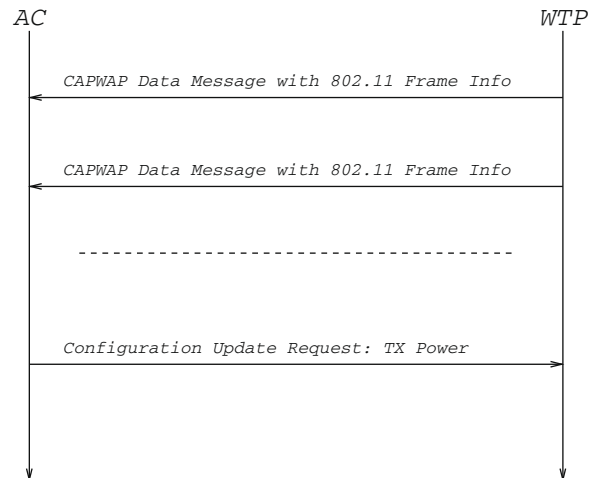 AC WTP
CAPWAP Data Message with 802.11 Frame Info
CAPWAP Data Message with 802.11 Frame Info
Configuration Update Request: TX Power